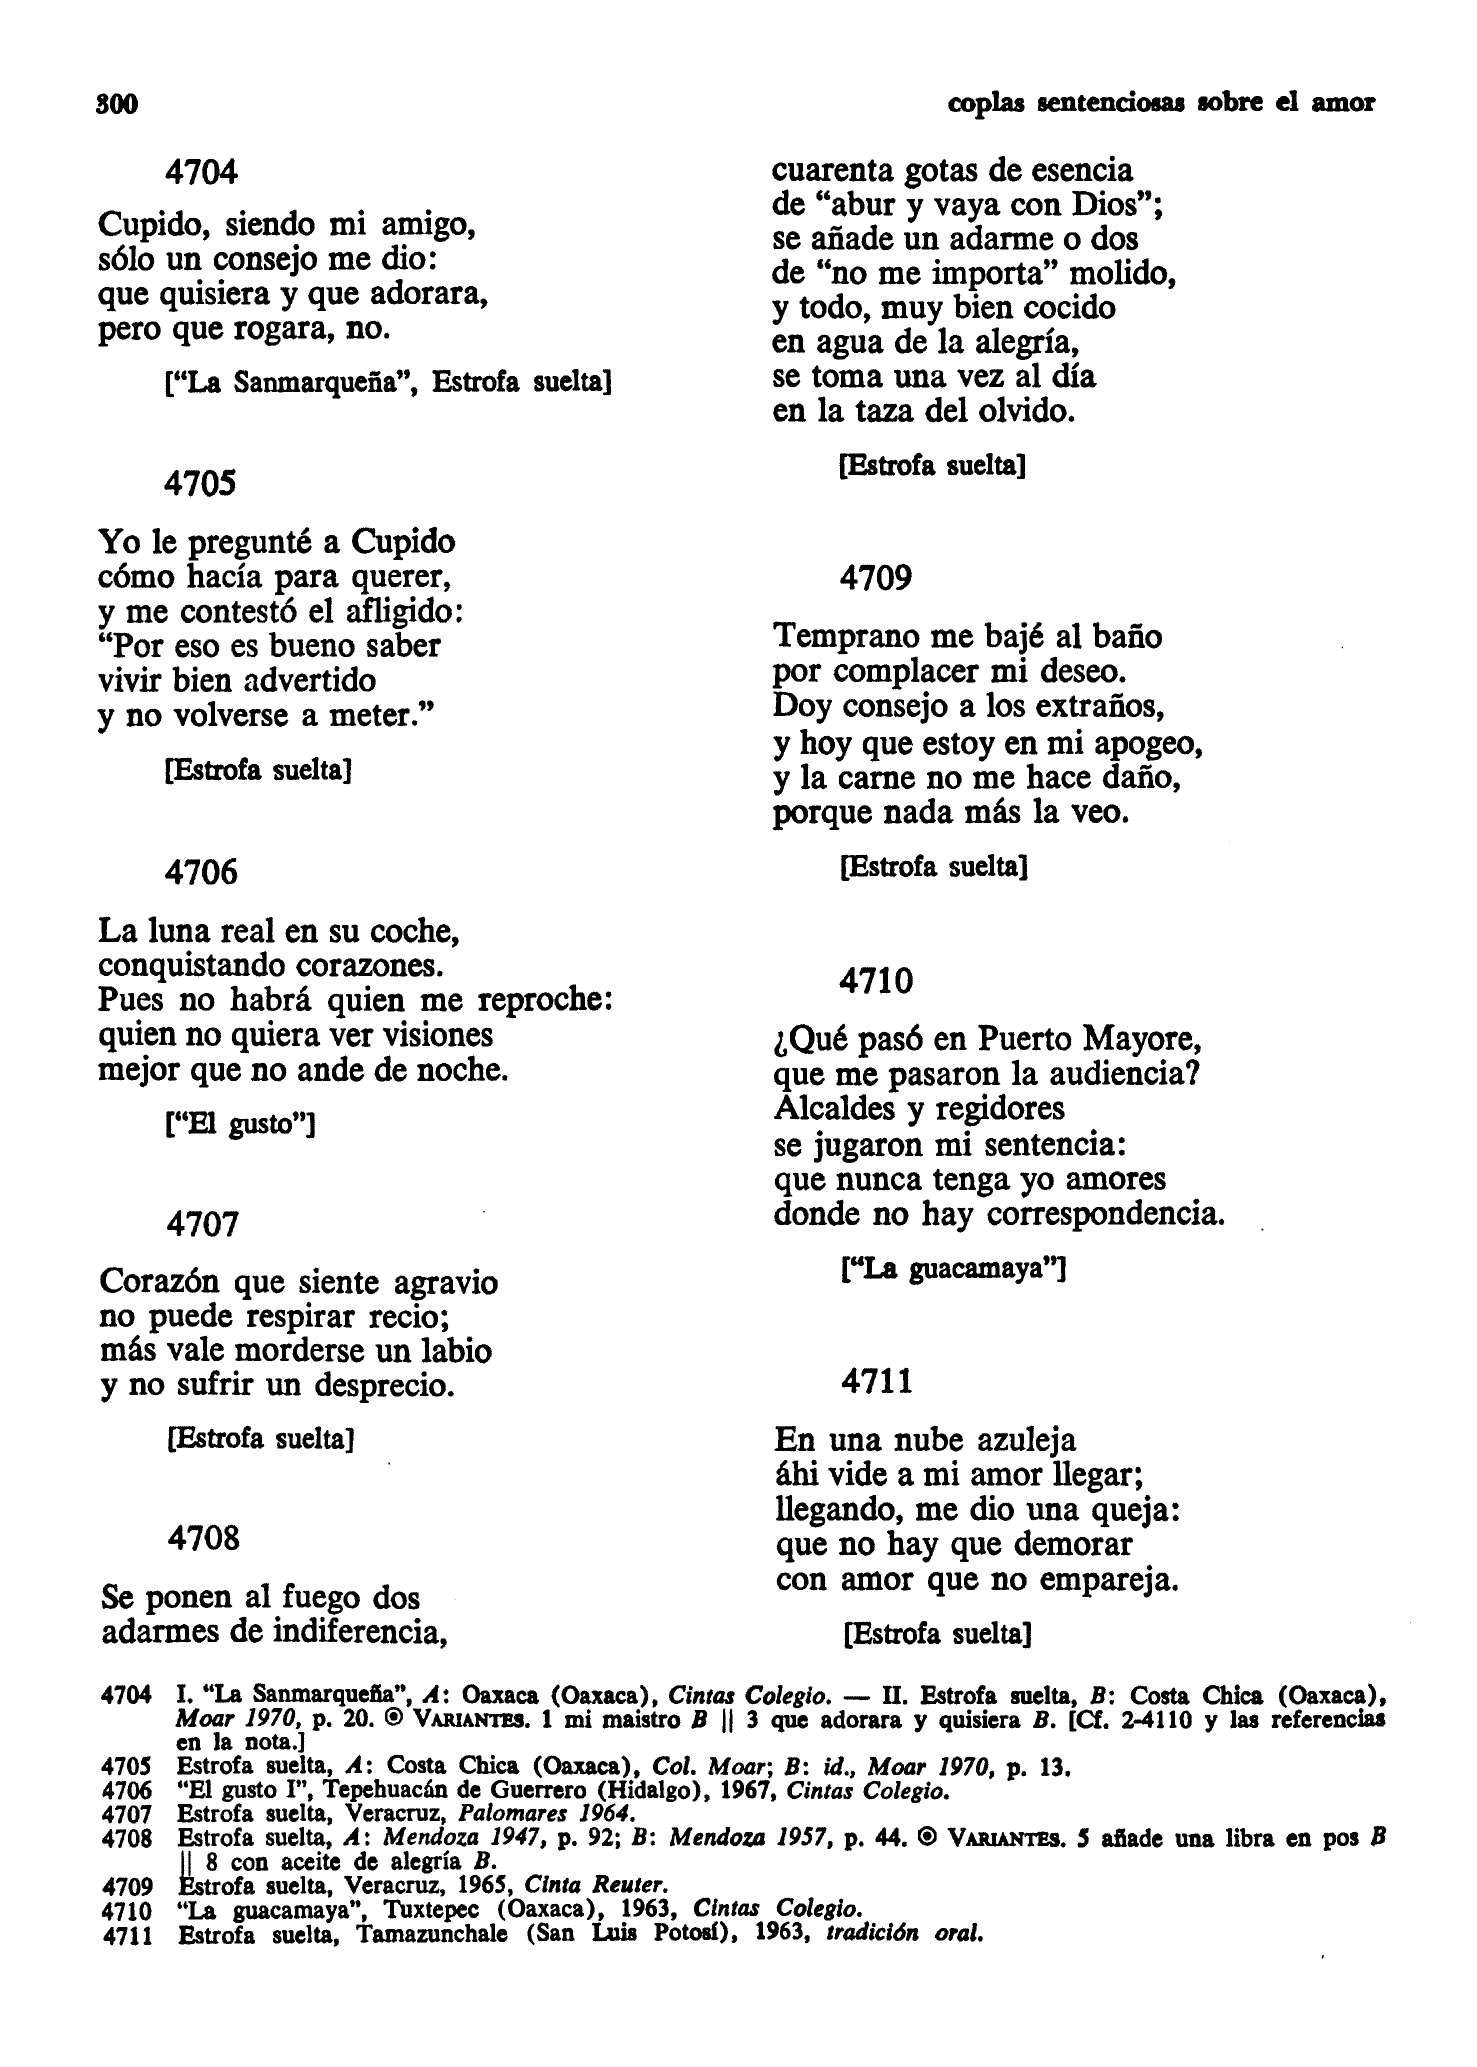 300
coplas sentenciosas sobre el amor
4704
Cupido, siendo mi amigo,
sólo un consejo me dio:
que quisiera y que adorara,
pero que rogara, no.
[“La Sanmarqueña”, Estrofa suelta]
4705
Yo le pregunté a Cupido
cómo hacía para querer,
y me contestó el afligido:
“Por eso es bueno saber
vivir bien advertido
y no volverse a meter.”
[Estrofa suelta]
4706
La luna real en su coche,
conquistando corazones.
Pues no habrá quien me reproche:
quien no quiera ver visiones
mejor que no ande de noche.
[“El gusto”]
4707
Corazón que siente agravio
no puede respirar recio;
más vale morderse un labio
y no sufrir un desprecio.
[Estrofa suelta]
4708
Se ponen al fuego dos
adarmes de indiferencia,
cuarenta gotas de esencia
de “abur y vaya con Dios”;
se añade un adarme o dos
de “no me importa” molido,
y todo, muy bien cocido
en agua de la alegría,
se toma una vez al día
en la taza del olvido.
[Estrofa suelta]
4709
Temprano me bajé al baño
por complacer mi deseo.
Doy consejo a los extraños,
y hoy que estoy en mi apogeo,
y la carne no me hace daño,
porque nada más la veo.
[Estrofa suelta]
4710
¿Qué pasó en Puerto Mayore,
que me pasaron la audiencia?
Alcaldes y regidores
se jugaron mi sentencia:
que nunca tenga yo amores
donde no hay correspondencia.
[“La guacamaya”]
4711
En una nube azuleja
áhi vide a mi amor llegar;
llegando, me dio una queja:
que no hay que demorar
con amor que no empareja.
[Estrofa suelta]
4704 I. “La Sanmarqueña”, A: Oaxaca (Oaxaca), Cintas Colegio. — II. Estrofa suelta, B: Costa Chica (Oaxaca),
Moar 1970, p. 20. ⊙ VARIANTES. 1 mi maistro B || 3 que adorara y quisiera B. [Cf. 2-4110 y las referencias
en la nota.]
4705 Estrofa suelta, A: Costa Chica (Oaxaca), Col. Moar; B: id., Moar 1970, p. 13.
4706 “El gusto I”, Tepehuacán de Guerrero (Hidalgo), 1967, Cintas Colegio.
4707 Estrofa suelta, Veracruz, Palomares 1964.
4708 Estrofa suelta, A: Mendoza 1947, p. 92; B: Mendoza 1957, p. 44. ⊙ VARIANTES. 5 añade una libra en pos B
|| 8 con aceite de alegría B.
4709 Estrofa suelta, Veracruz, 1965, Cinta Reuter.
4710 “La guacamaya”, Tuxtepec (Oaxaca), 1963, Cintas Colegio.
4711 Estrofa suelta, Tamazunchale (San Luis Potosí), 1963, tradición oral.